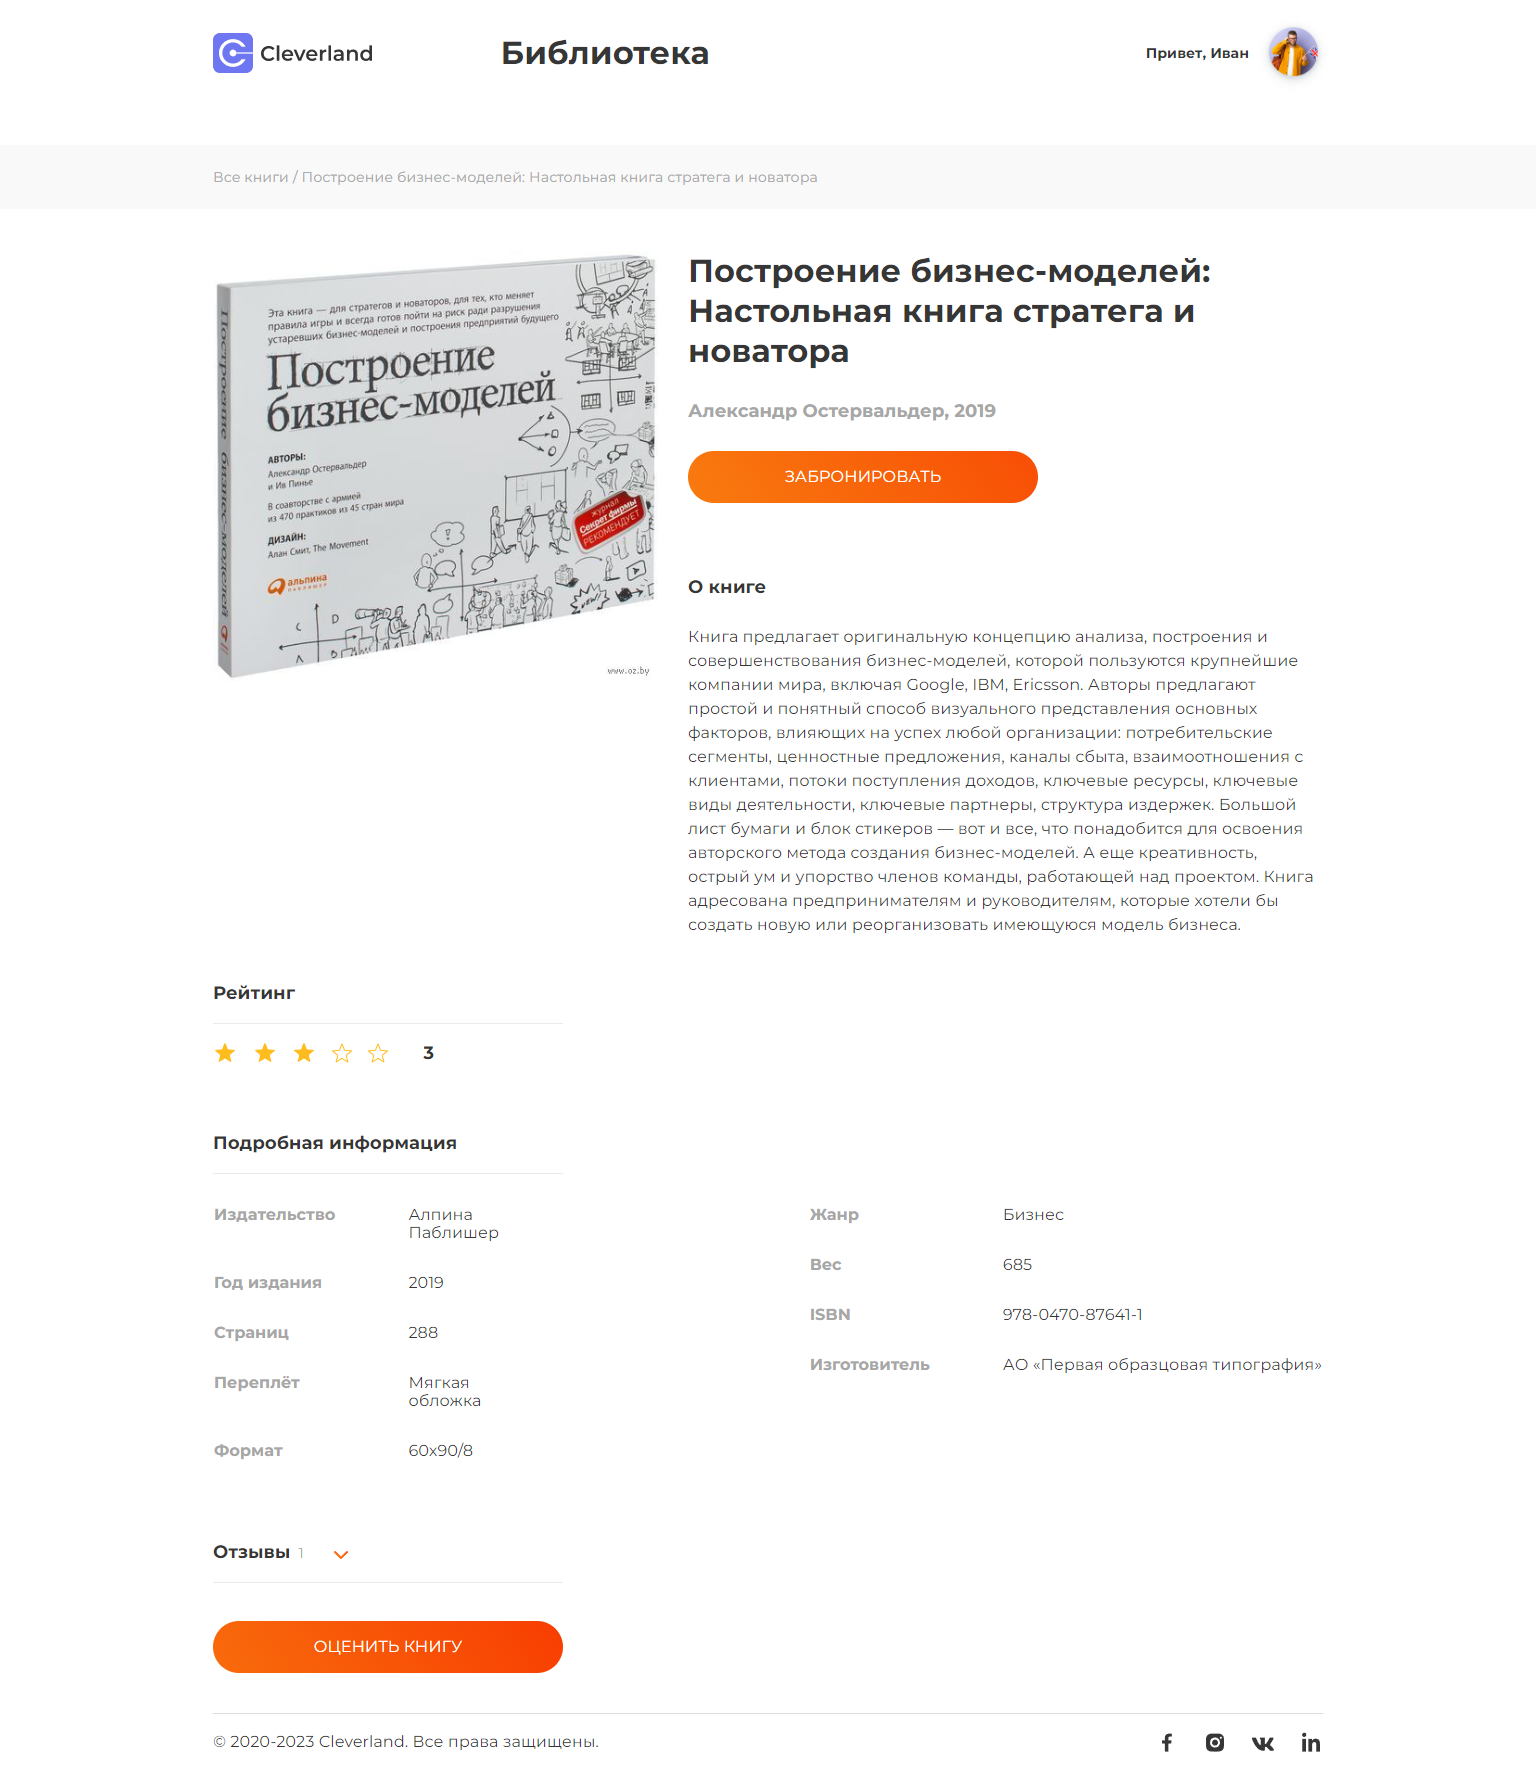 Cleverland
Библиотека
Привет, Иван
Все книги / Построение бизнес-моделей: Настольная книга стратега и новатора
Эта книга — для стратегов и новаторов, для тех, кто меняет
правила игры и всегда готов пойти на риск ради разрушения
устаревших бизнес-моделей и построения предприятий будущего
Построение
бизнес-моделей
АВТОРЫ:
Александр Остервальдер
и Ив Пинье
В соавторстве с армией
из 470 практиков из 45 стран мира
ДИЗАЙН:
Алан Смит, The Movement
альпина
ПАБЛИШЕР
журнал
Секрет фирмы
РЕКОМЕНДУЕТ
Построение бизнес-моделей
www.oz.by
Построение бизнес-моделей:
Настольная книга стратега и
новатора
Александр Остервальдер, 2019
ЗАБРОНИРОВАТЬ
О книге
Книга предлагает оригинальную концепцию анализа, построения и
совершенствования бизнес-моделей, которой пользуются крупнейшие
компании мира, включая Google, IBM, Ericsson. Авторы предлагают
простой и понятный способ визуального представления основных
факторов, влияющих на успех любой организации: потребительские
сегменты, ценностные предложения, каналы сбыта, взаимоотношения с
клиентами, потоки поступления доходов, ключевые ресурсы, ключевые
виды деятельности, ключевые партнеры, структура издержек. Большой
лист бумаги и блок стикеров — вот и все, что понадобится для освоения
авторского метода создания бизнес-моделей. А еще креативность,
острый ум и упорство членов команды, работающей над проектом. Книга
адресована предпринимателям и руководителям, которые хотели бы
создать новую или реорганизовать имеющуюся модель бизнеса.
Рейтинг
3
Подробная информация
Издательство
Алпина
Паблишер
Год издания
2019
Страниц
288
Переплёт
Мягкая
обложка
Формат
60х90/8
Жанр
Бизнес
Вес
685
ISBN
978-0470-87641-1
Изготовитель
АО «Первая образцовая типография»
Отзывы 1
ОЦЕНИТЬ КНИГУ
© 2020-2023 Cleverland. Все права защищены.